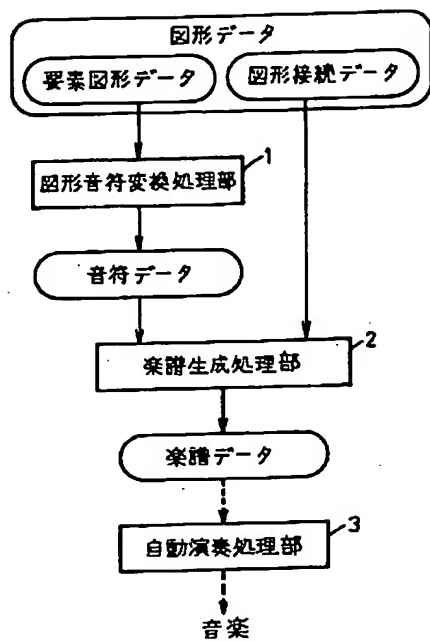 図形データ
要素図形データ
図形接続データ
1
図形音符変換処理部
音符データ
2
楽譜生成処理部
楽譜データ
3
自動演奏処理部
音楽